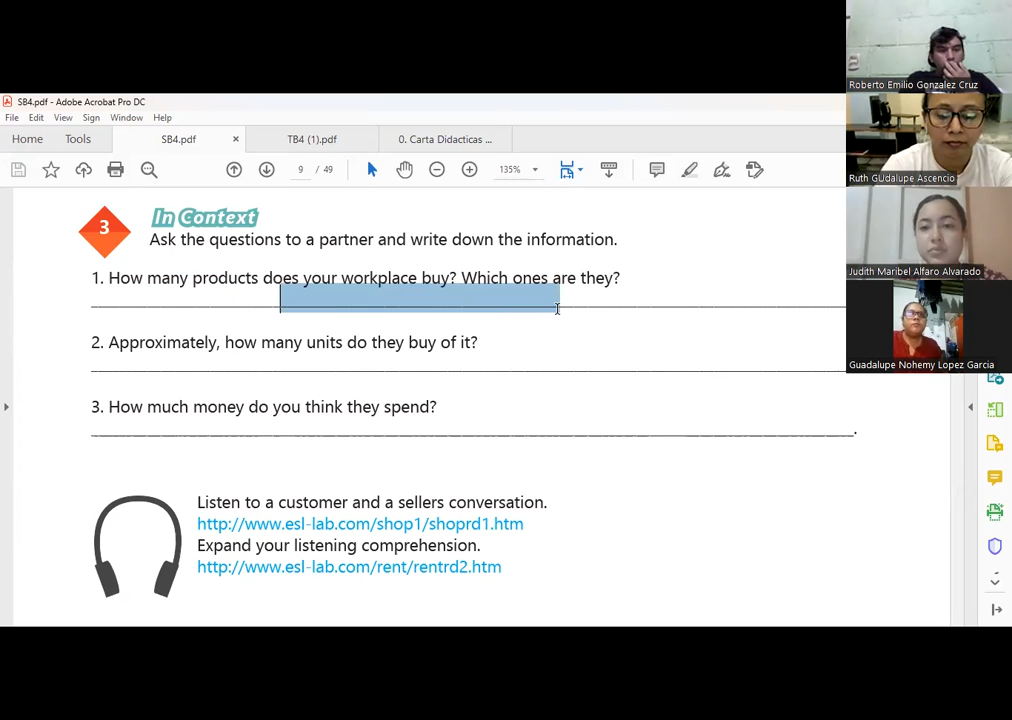 SB4.pdf - Adobe Acrobat Pro DC
File Edit View Sign Window Help
Home Tools SB4.pdf × TB4 (1).pdf 0. Carta Didacticas ...
9 / 49 135%
3
In Context
Ask the questions to a partner and write down the information.
1. How many products does your workplace buy? Which ones are they?
2. Approximately, how many units do they buy of it?
3. How much money do you think they spend?
Listen to a customer and a sellers conversation.
http://www.esl-lab.com/shop1/shoprd1.htm
Expand your listening comprehension.
http://www.esl-lab.com/rent/rentrd2.htm
Roberto Emilio Gonzalez Cruz
Ruth GUdalupe Ascencio
Judith Maribel Alfaro Alvarado
Guadalupe Nohemy Lopez Garcia